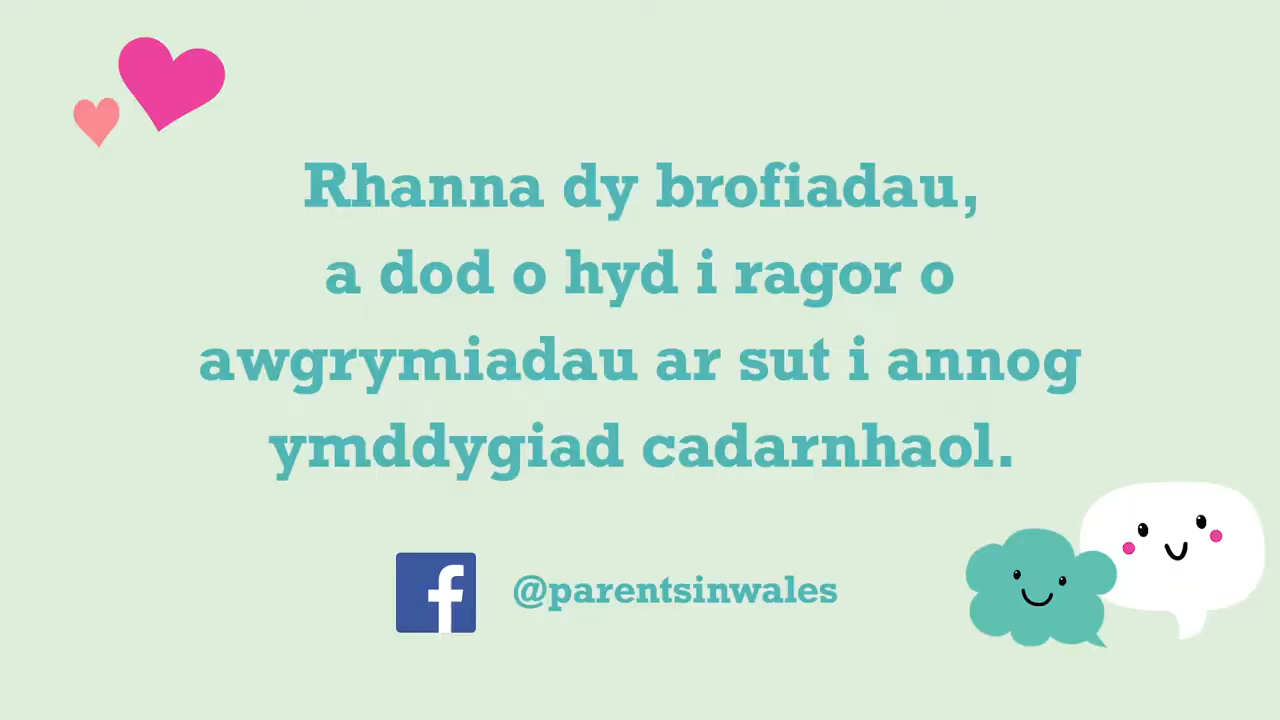 Rhanna dy brofiadau,
a dod o hyd i ragor o
awgrymiadau ar sut i annog
ymddygiad cadarnhaol.
@parentsinwales